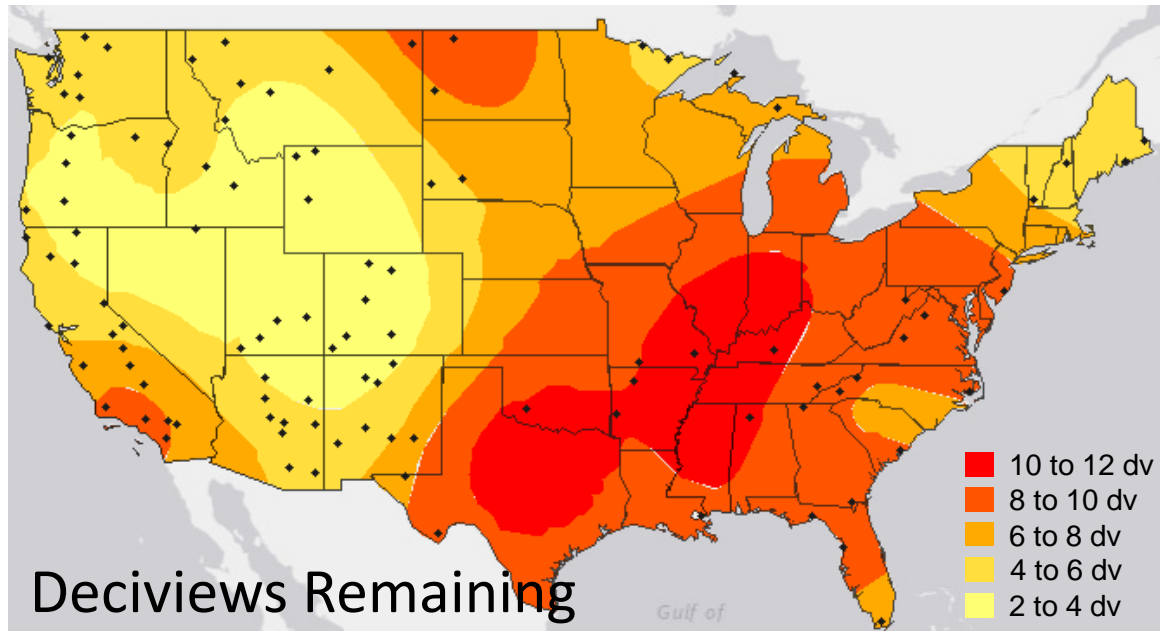 10 to 12 dv
8 to 10 dv
6 to 8 dv
4 to 6 dv
2 to 4 dv
Deciviews Remaining
Gulf of